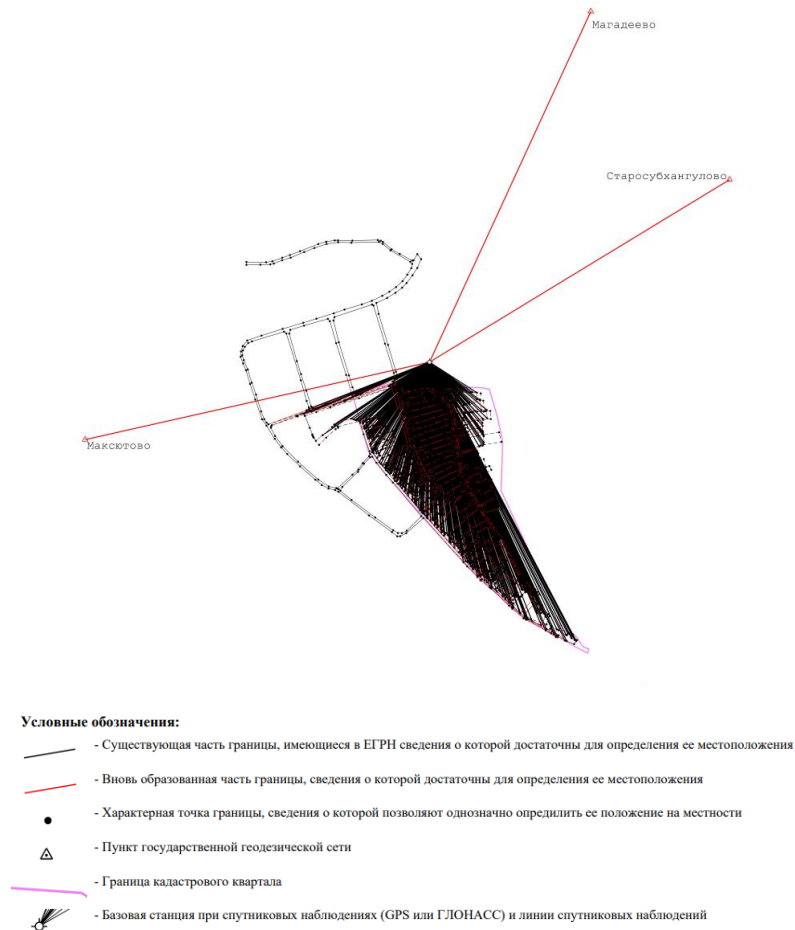 Магадеево
Старосубхангулово
Максютово
Условные обозначения:
- Существующая часть границы, имеющиеся в ЕГРН сведения о которой достаточны для определения ее местоположения
- Вновь образованная часть границы, сведения о которой достаточны для определения ее местоположения
- Характерная точка границы, сведения о которой позволяют однозначно опредилить ее положение на местности
- Пункт государственной геодезической сети
- Граница кадастрового квартала
- Базовая станция при спутниковых наблюдениях (GPS или ГЛОНАСС) и линии спутниковых наблюдений